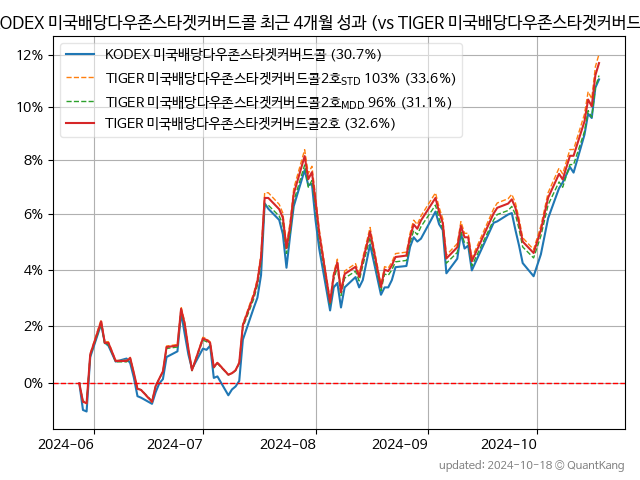 ODEX 미국배당다우존스타겟커버드콜 최근 4개월 성과 (vs TIGER 미국배당다우존스타겟커버드
KODEX 미국배당다우존스타겟커버드콜 (30.7%)
TIGER 미국배당다우존스타겟커버드콜2호STD 103% (33.6%)
TIGER 미국배당다우존스타겟커버드콜2호MDD 96% (31.1%)
TIGER 미국배당다우존스타겟커버드콜2호 (32.6%)
12%
10%
8%
6%
4%
2%
0%
2024-06 2024-07 2024-08 2024-09 2024-10
updated: 2024-10-18 © QuantKang